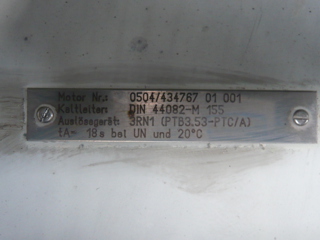 Motor Nr.: 0504/434767 01 001
Kaltleiter: DIN 44082-M 155
Auslösegerät: 3RN1 (PTB3.53-PTC/A)
tA= 18s bei UN und 20°C